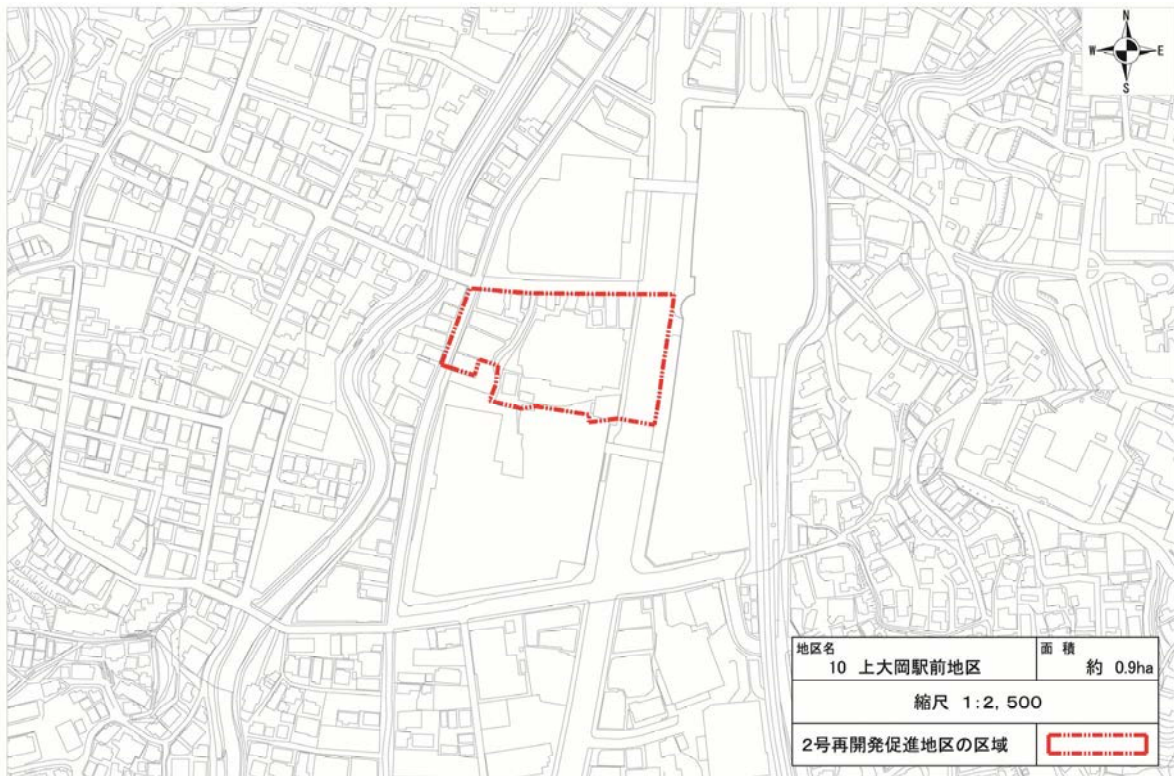 N
W E
S
地区名
10 上大岡駅前地区
面 積
約 0.9ha
縮尺 1:2,500
2号再開発促進地区の区域